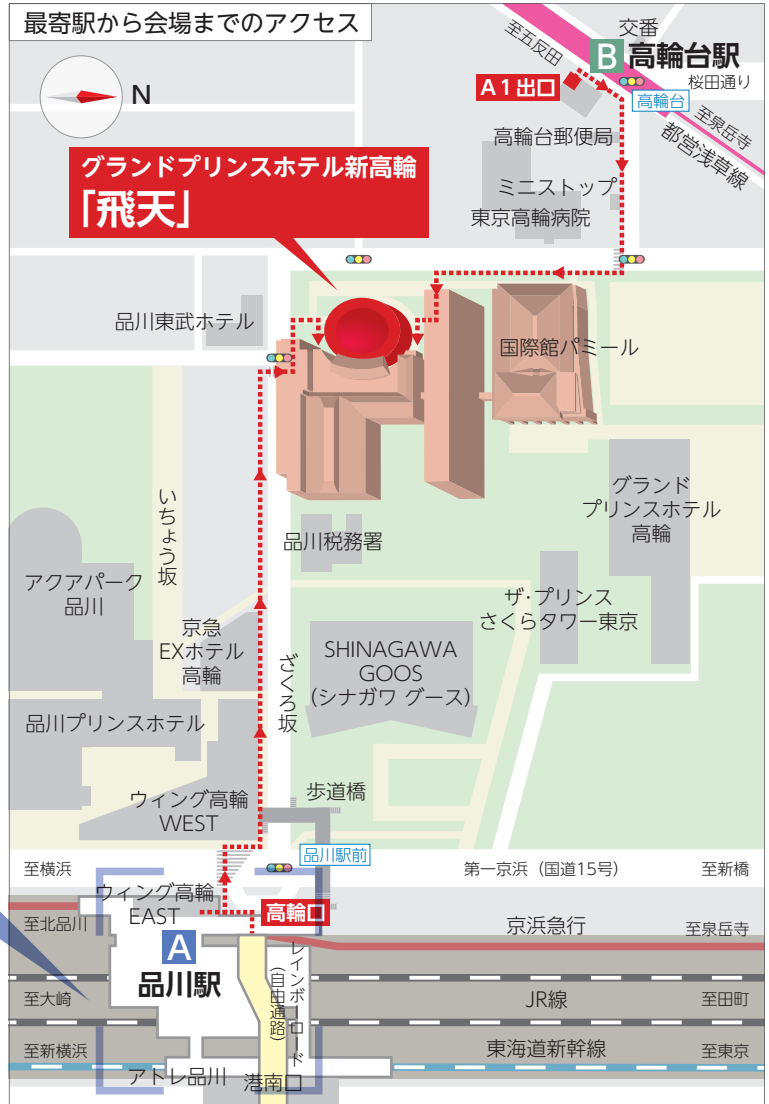 最寄駅から会場までのアクセス
N
交番
至五反田
B 高輪台駅
A1出口
桜田通り
高輪台
至泉岳寺
都営浅草線
高輪台郵便局
ミニストップ
東京高輪病院
グランドプリンスホテル新高輪
「飛天」
品川東武ホテル
国際館パミール
いちょう坂
グランド
プリンスホテル
高輪
品川税務署
アクアパーク
品川
ザ・プリンス
さくらタワー東京
京急
EXホテル
高輪
ざくろ坂
SHINAGAWA
GOOS
(シナガワ グース)
品川プリンスホテル
ウィング高輪
WEST
歩道橋
品川駅前
至横浜
第一京浜（国道15号）
至新橋
ウィング高輪
EAST
高輪口
至北品川
京浜急行
至泉岳寺
A
品川駅
レインボーロード
(自由通路)
至大崎
JR線
至田町
至新横浜
東海道新幹線
至東京
アトレ品川
港南口